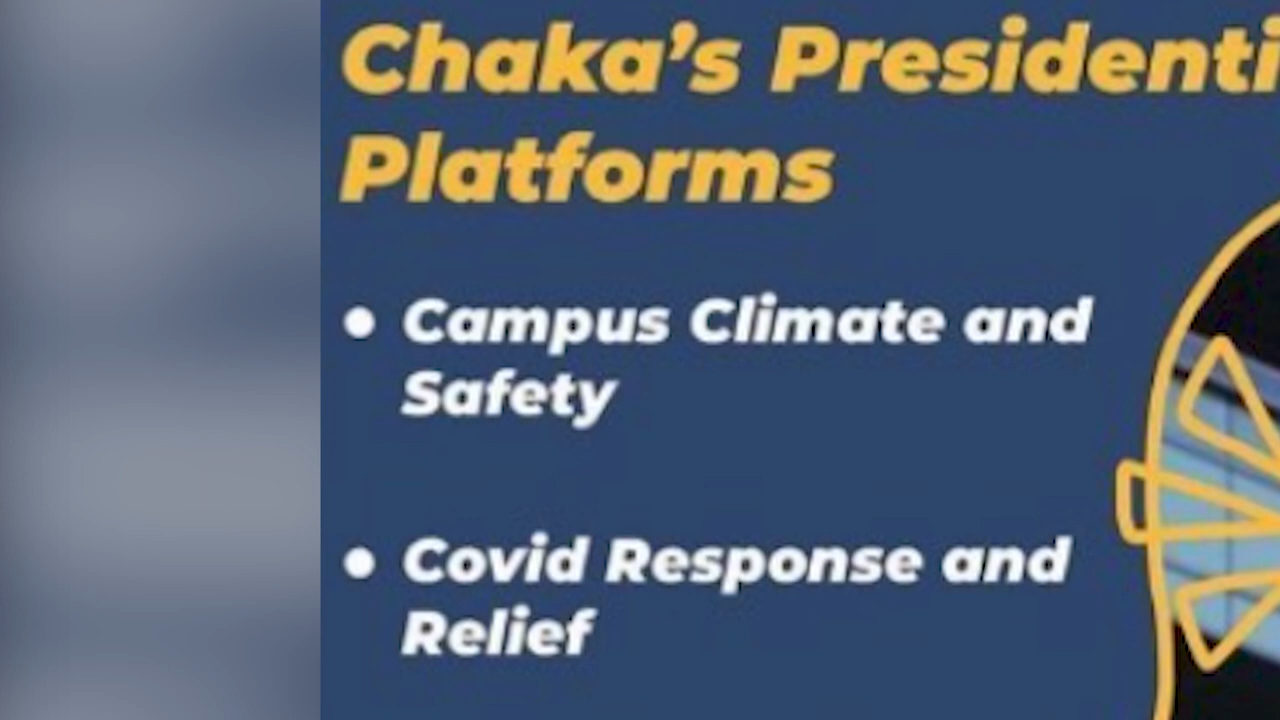 Chaka's Presidenti
Platforms
• Campus Climate and
Safety
• Covid Response and
Relief